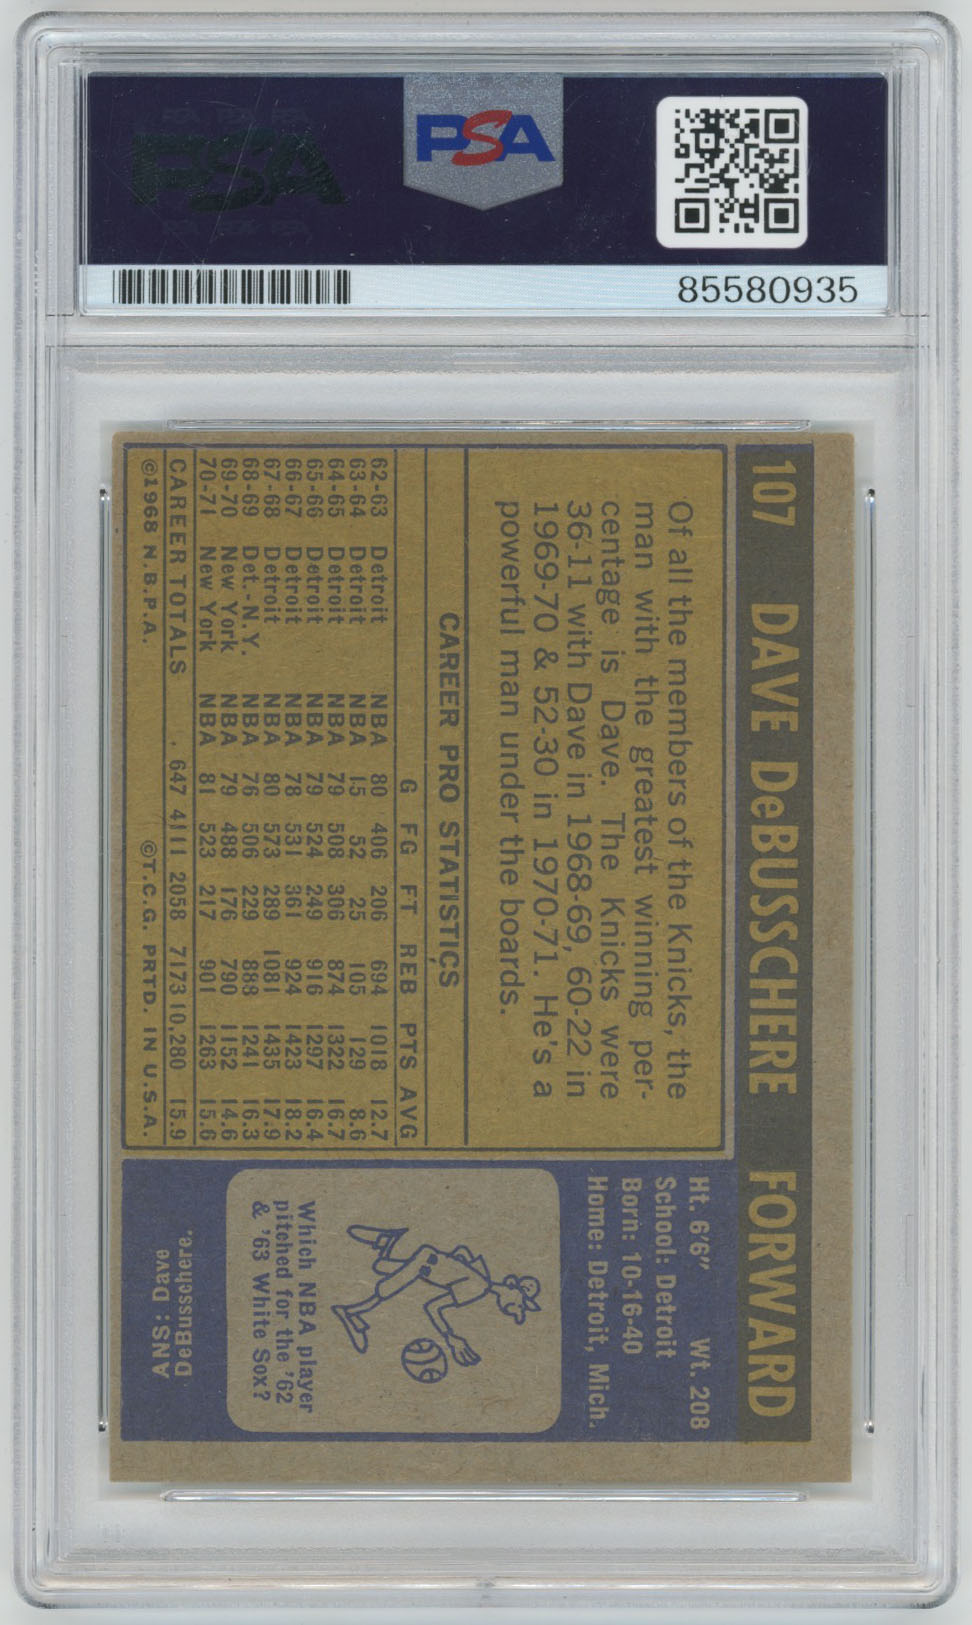 PSA
PSA
85580935
107 DAVE DeBUSSCHERE FORWARD
Of all the members of the Knicks, the
man with the greatest winning per-
centage is Dave. The Knicks were
36-11 with Dave in 1968-69, 60-22 in
1969-70 & 52-30 in 1970-71. He's a
powerful man under the boards.
CAREER PRO STATISTICS
G FG FT REB PTS AVG
62-63 Detroit NBA 80 406 206 694 1018 12.7
63-64 Detroit NBA 15 52 25 105 129 8.6
64-65 Detroit NBA 79 508 306 874 1322 16.7
65-66 Detroit NBA 79 524 249 916 1297 16.4
66-67 Detroit NBA 78 531 361 924 1423 18.2
67-68 Detroit NBA 80 573 289 1081 1435 17.9
68-69 Det.-N.Y. NBA 76 506 229 888 1241 16.3
69-70 New York NBA 79 488 176 790 1152 14.6
70-71 New York NBA 81 523 217 901 1263 15.6
CAREER TOTALS . 647 4111 2058 7173 10,280 15.9
©1968 N.B.P.A. ©T.C.G. PRTD. IN U.S.A.
Ht. 6'6" Wt. 208
School: Detroit
Born: 10-16-40
Home: Detroit, Mich.
Which NBA player
pitched for the '62
& '63 White Sox?
ANS: Dave
DeBusschere.